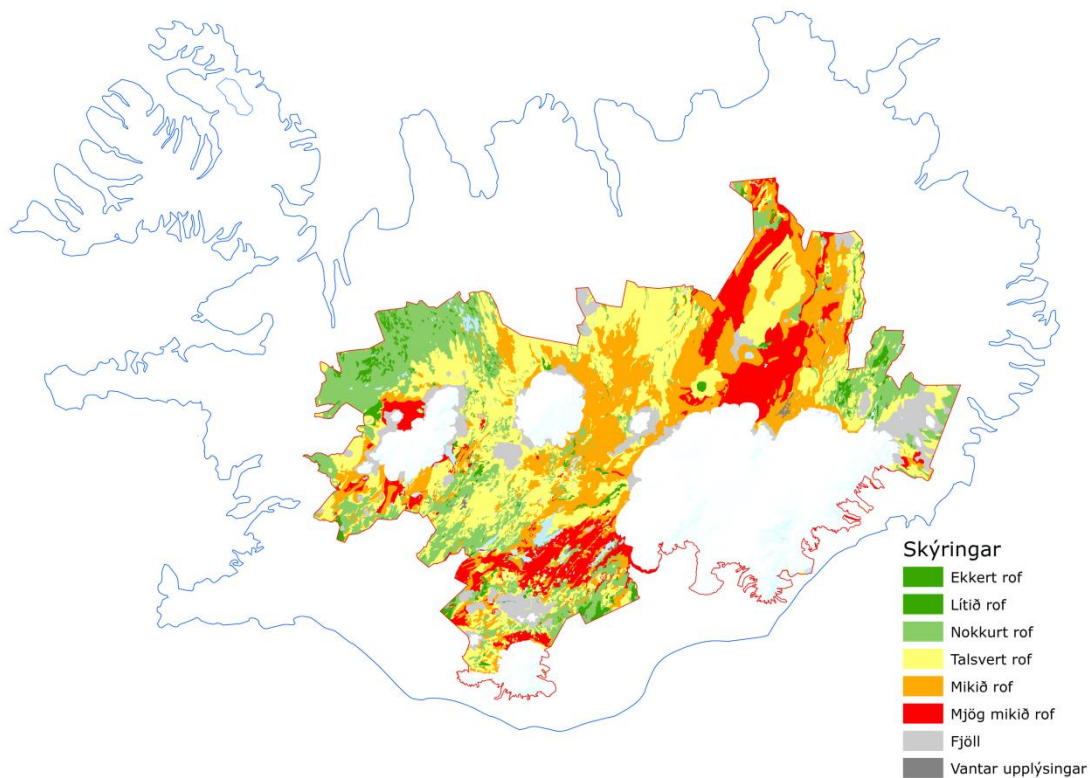 Skýringar
Ekkert rof
Lítið rof
Nokkurt rof
Talsvert rof
Mikið rof
Mjög mikið rof
Fjöll
Vantar upplýsingar